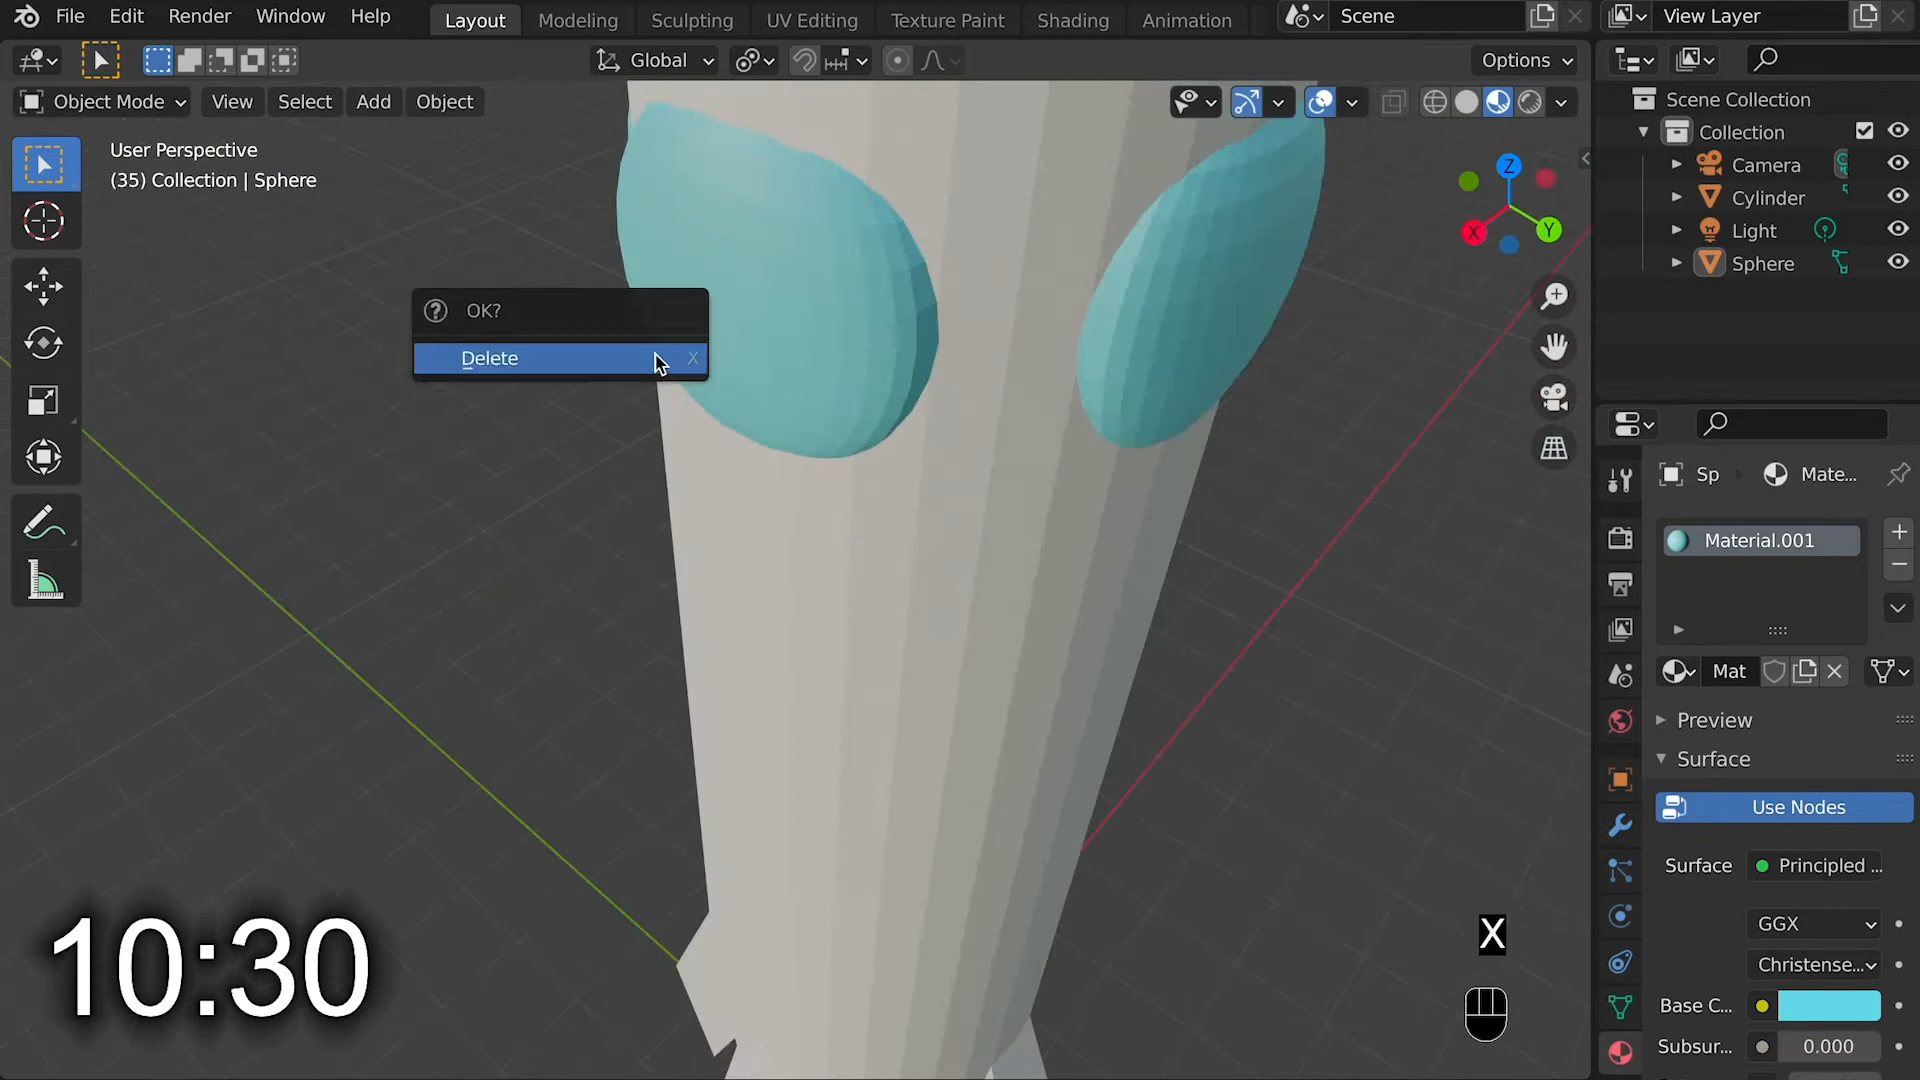 File Edit Render Window Help
Layout Modeling Sculpting UV Editing Texture Paint Shading Animation
Scene
View Layer
Global
Options
Object Mode View Select Add Object
User Perspective
(35) Collection | Sphere
OK?
Delete X
Z
X
Y
Scene Collection
Collection
Camera
Cylinder
Light
Sphere
Sp
Mate...
Material.001
Mat
Preview
Surface
Use Nodes
Surface Principled ...
GGX
Christense...
Base C...
Subsur... 0.000
X
10:30